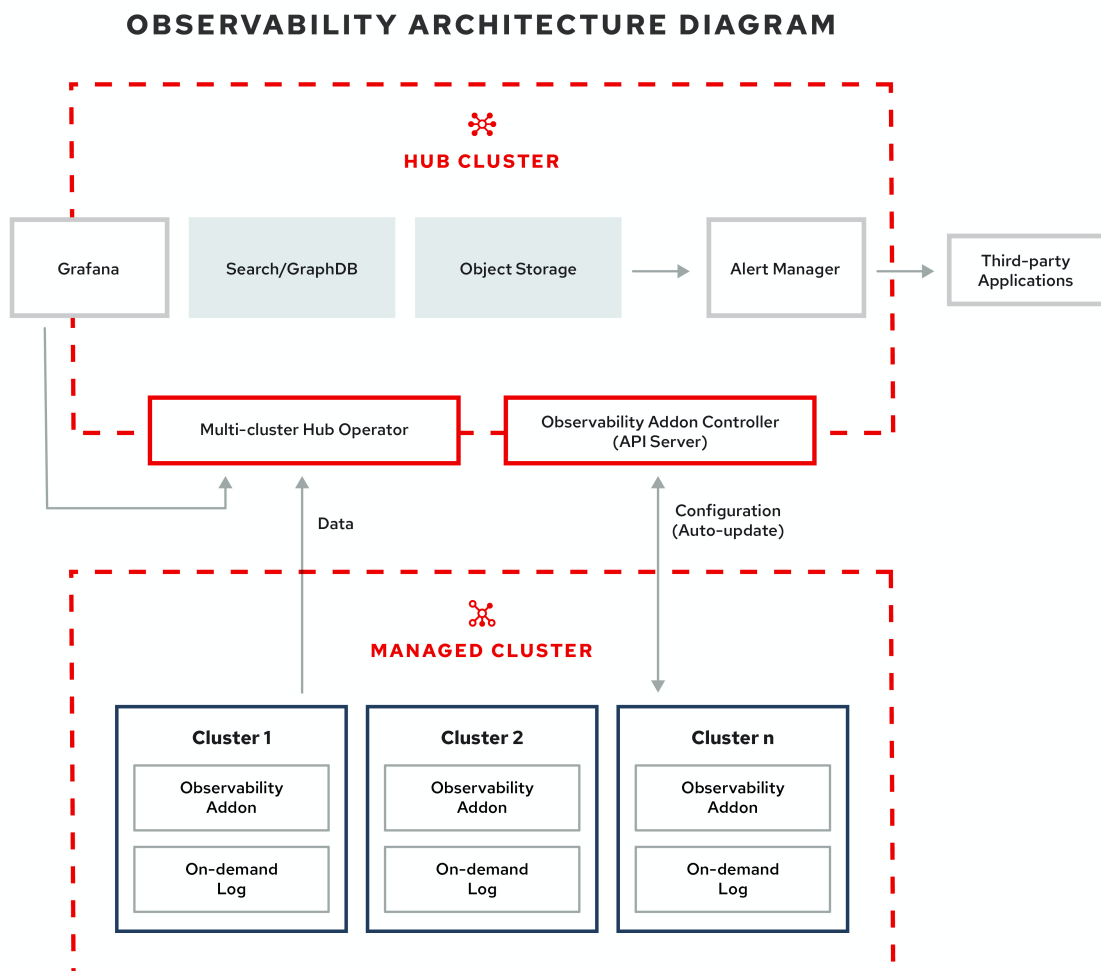 OBSERVABILITY ARCHITECTURE DIAGRAM
HUB CLUSTER
Grafana
Search/GraphDB
Object Storage
Alert Manager
Third-party
Applications
Multi-cluster Hub Operator
Observability Addon Controller
(API Server)
Data
Configuration
(Auto-update)
MANAGED CLUSTER
Cluster 1
Observability
Addon
On-demand
Log
Cluster 2
Observability
Addon
On-demand
Log
Cluster n
Observability
Addon
On-demand
Log